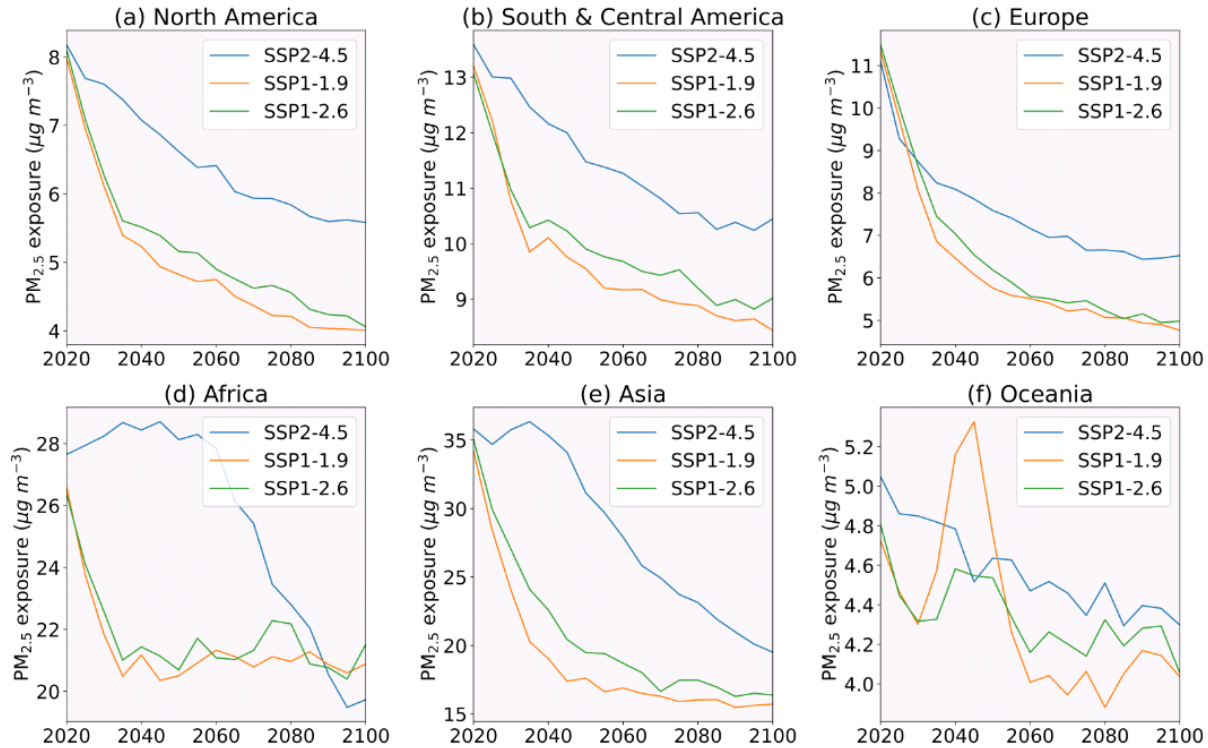 (a) North America
PM2.5 exposure (μg m−3)
8
7
6
5
4
SSP2-4.5
SSP1-1.9
SSP1-2.6
2020 2040 2060 2080 2100
(b) South & Central America
PM2.5 exposure (μg m−3)
13
12
11
10
9
SSP2-4.5
SSP1-1.9
SSP1-2.6
2020 2040 2060 2080 2100
(c) Europe
PM2.5 exposure (μg m−3)
11
10
9
8
7
6
5
SSP2-4.5
SSP1-1.9
SSP1-2.6
2020 2040 2060 2080 2100
(d) Africa
PM2.5 exposure (μg m−3)
28
26
24
22
20
SSP2-4.5
SSP1-1.9
SSP1-2.6
2020 2040 2060 2080 2100
(e) Asia
PM2.5 exposure (μg m−3)
35
30
25
20
15
SSP2-4.5
SSP1-1.9
SSP1-2.6
2020 2040 2060 2080 2100
(f) Oceania
PM2.5 exposure (μg m−3)
5.2
5.0
4.8
4.6
4.4
4.2
4.0
SSP2-4.5
SSP1-1.9
SSP1-2.6
2020 2040 2060 2080 2100